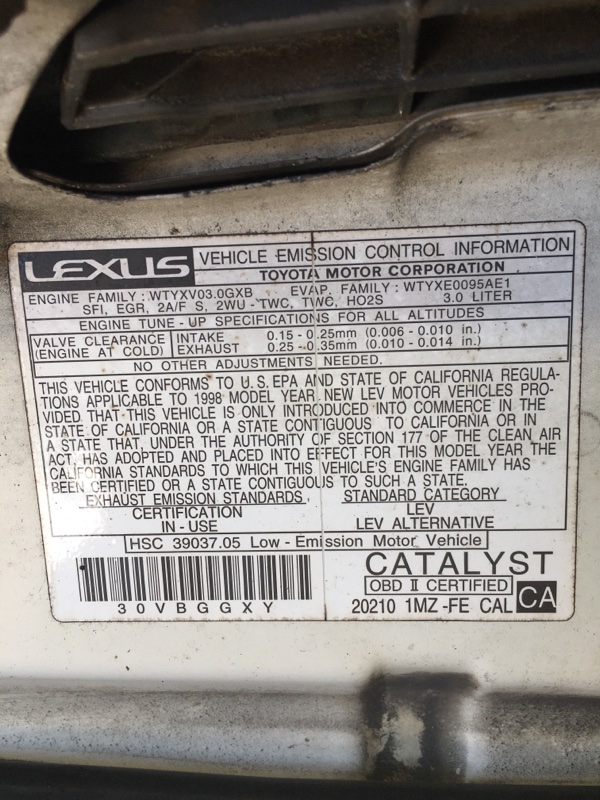 LEXUS VEHICLE EMISSION CONTROL INFORMATION
TOYOTA MOTOR CORPORATION
ENGINE FAMILY : WTYXV03.0GXB EVAP. FAMILY : WTYXE0095AE1
SFI, EGR, 2A/F S, 2WU - TWC, TWC, HO2S 3.0 LITER
ENGINE TUNE - UP SPECIFICATIONS FOR ALL ALTITUDES
VALVE CLEARANCE INTAKE 0.15 - 0.25mm (0.006 - 0.010 in.)
(ENGINE AT COLD) EXHAUST 0.25 - 0.35mm (0.010 - 0.014 in.)
NO OTHER ADJUSTMENTS NEEDED.
THIS VEHICLE CONFORMS TO U.S. EPA AND STATE OF CALIFORNIA REGULA-
TIONS APPLICABLE TO 1998 MODEL YEAR NEW LEV MOTOR VEHICLES PRO-
VIDED THAT THIS VEHICLE IS ONLY INTRODUCED INTO COMMERCE IN THE
STATE OF CALIFORNIA OR A STATE CONTIGUOUS TO CALIFORNIA OR IN
A STATE THAT, UNDER THE AUTHORITY OF SECTION 177 OF THE CLEAN AIR
ACT, HAS ADOPTED AND PLACED INTO EFFECT FOR THIS MODEL YEAR THE
CALIFORNIA STANDARDS TO WHICH THIS VEHICLE'S ENGINE FAMILY HAS
BEEN CERTIFIED OR A STATE CONTIGUOUS TO SUCH A STATE.
EXHAUST EMISSION STANDARDS STANDARD CATEGORY
CERTIFICATION LEV
IN - USE LEV ALTERNATIVE
HSC 39037.05 Low - Emission Motor Vehicle
CATALYST
OBD II CERTIFIED
30VBGGXY 20210 1MZ -FE CAL CA